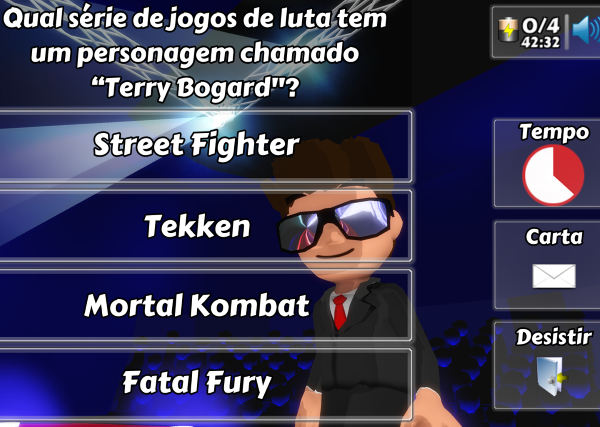 Qual série de jogos de luta tem
um personagem chamado
“Terry Bogard"?
Street Fighter
Tekken
Mortal Kombat
Fatal Fury
0/4
42:32
Tempo
Carta
Desistir